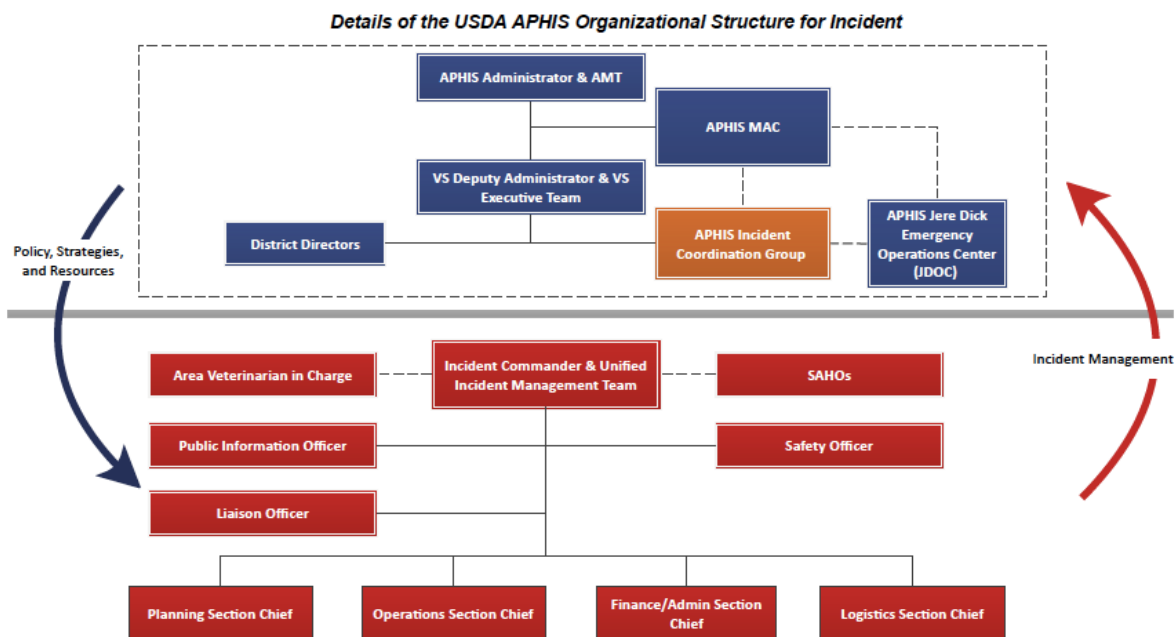 Details of the USDA APHIS Organizational Structure for Incident
APHIS Administrator & AMT
APHIS MAC
VS Deputy Administrator & VS
Executive Team
District Directors
APHIS Incident
Coordination Group
APHIS Jere Dick
Emergency
Operations Center
(JDOC)
Policy, Strategies,
and Resources
Incident Management
Area Veterinarian in Charge
Incident Commander & Unified
Incident Management Team
SAHOs
Public Information Officer
Safety Officer
Liaison Officer
Planning Section Chief
Operations Section Chief
Finance/Admin Section
Chief
Logistics Section Chief